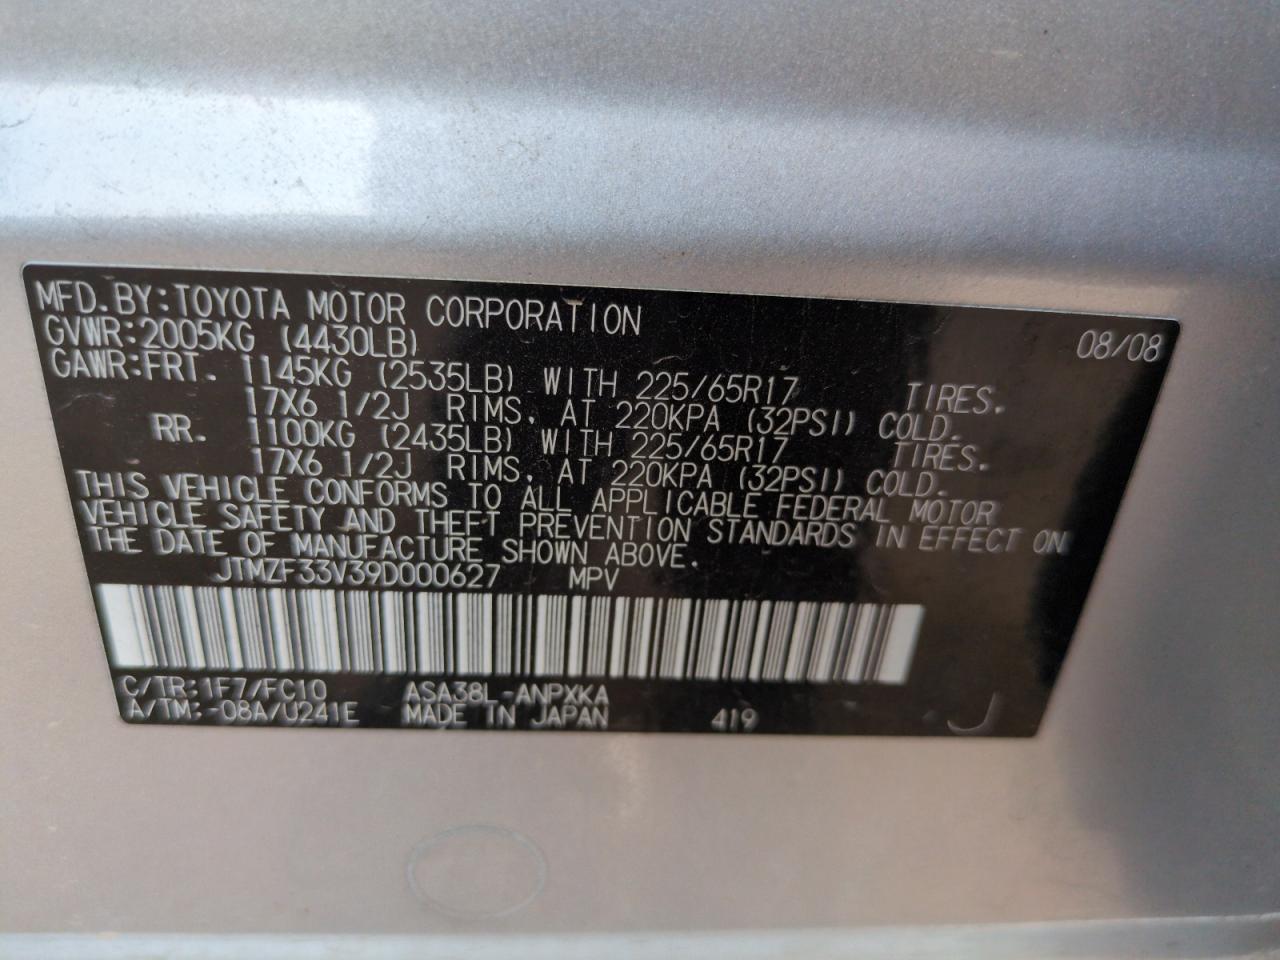 MFD.BY:TOYOTA MOTOR CORPORATION 08/08
GVWR:2005KG (4430LB)
GAWR:FRT. 1145KG (2535LB) WITH 225/65R17 TIRES.
17X6 1/2J RIMS, AT 220KPA (32PSI) COLD.
RR. 1100KG (2435LB) WITH 225/65R17 TIRES.
17X6 1/2J RIMS, AT 220KPA (32PSI) COLD.
THIS VEHICLE CONFORMS TO ALL APPLICABLE FEDERAL MOTOR
VEHICLE SAFETY AND THEFT PREVENTION STANDARDS IN EFFECT ON
THE DATE OF MANUFACTURE SHOWN ABOVE.
JTMZF33V39D000627 MPV
C/TR:1F7/FC10 ASA38L-ANPXKA
A/TM:-08A/U241E MADE IN JAPAN 419 J